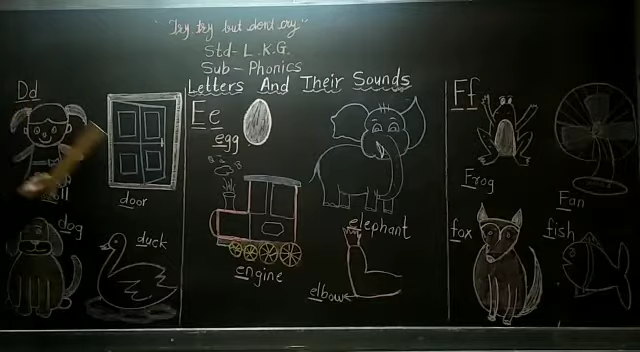 "Try, try but dont cry"
Std- L.K.G.
Sub- Phonics
Letters And Their Sounds
Dd
door
dog
duck
Ee
egg
elephant
engine
elbow
Ff
Frog
Fan
fox
fish